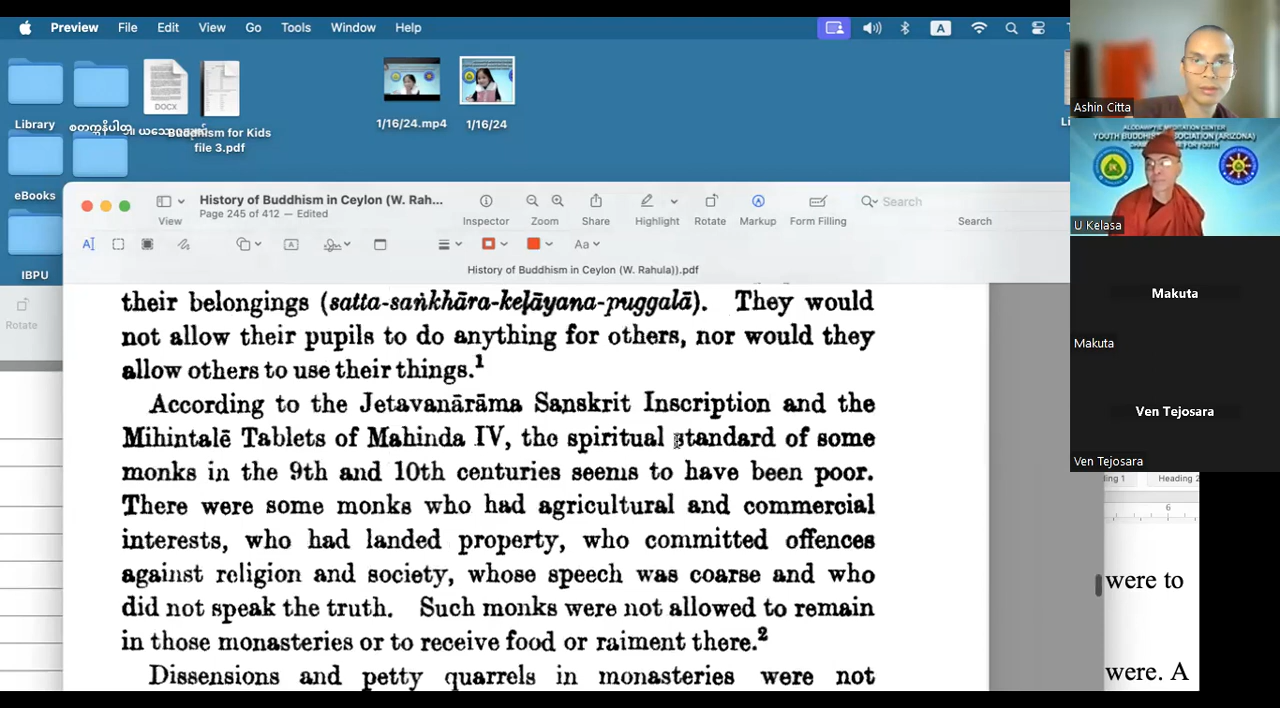 Preview File Edit View Go Tools Window Help
A
Library
DOCX
Buddhism for Kids
file 3.pdf
1/16/24.mp4
1/16/24
eBooks
IBPU
Rotate
History of Buddhism in Ceylon (W. Rah...
Page 245 of 412 — Edited
View
Inspector
Zoom
Share
Highlight
Rotate
Markup
Form Filling
Search
Search
Aa
History of Buddhism in Ceylon (W. Rahula)).pdf
their belongings (satta-saṅkhāra-keḷāyana-puggalā). They would
not allow their pupils to do anything for others, nor would they
allow others to use their things.1
According to the Jetavanārāma Sanskrit Inscription and the
Mihintalē Tablets of Mahinda IV, the spiritual standard of some
monks in the 9th and 10th centuries seems to have been poor.
There were some monks who had agricultural and commercial
interests, who had landed property, who committed offences
against religion and society, whose speech was coarse and who
did not speak the truth. Such monks were not allowed to remain
in those monasteries or to receive food or raiment there.2
Dissensions and petty quarrels in monasteries were not
Ashin Citta
YOUTH BUDDHIST ASSOCIATION (ARIZONA)
U Kelasa
Makuta
Makuta
Ven Tejosara
Ven Tejosara
Heading 2
6
were to
were. A